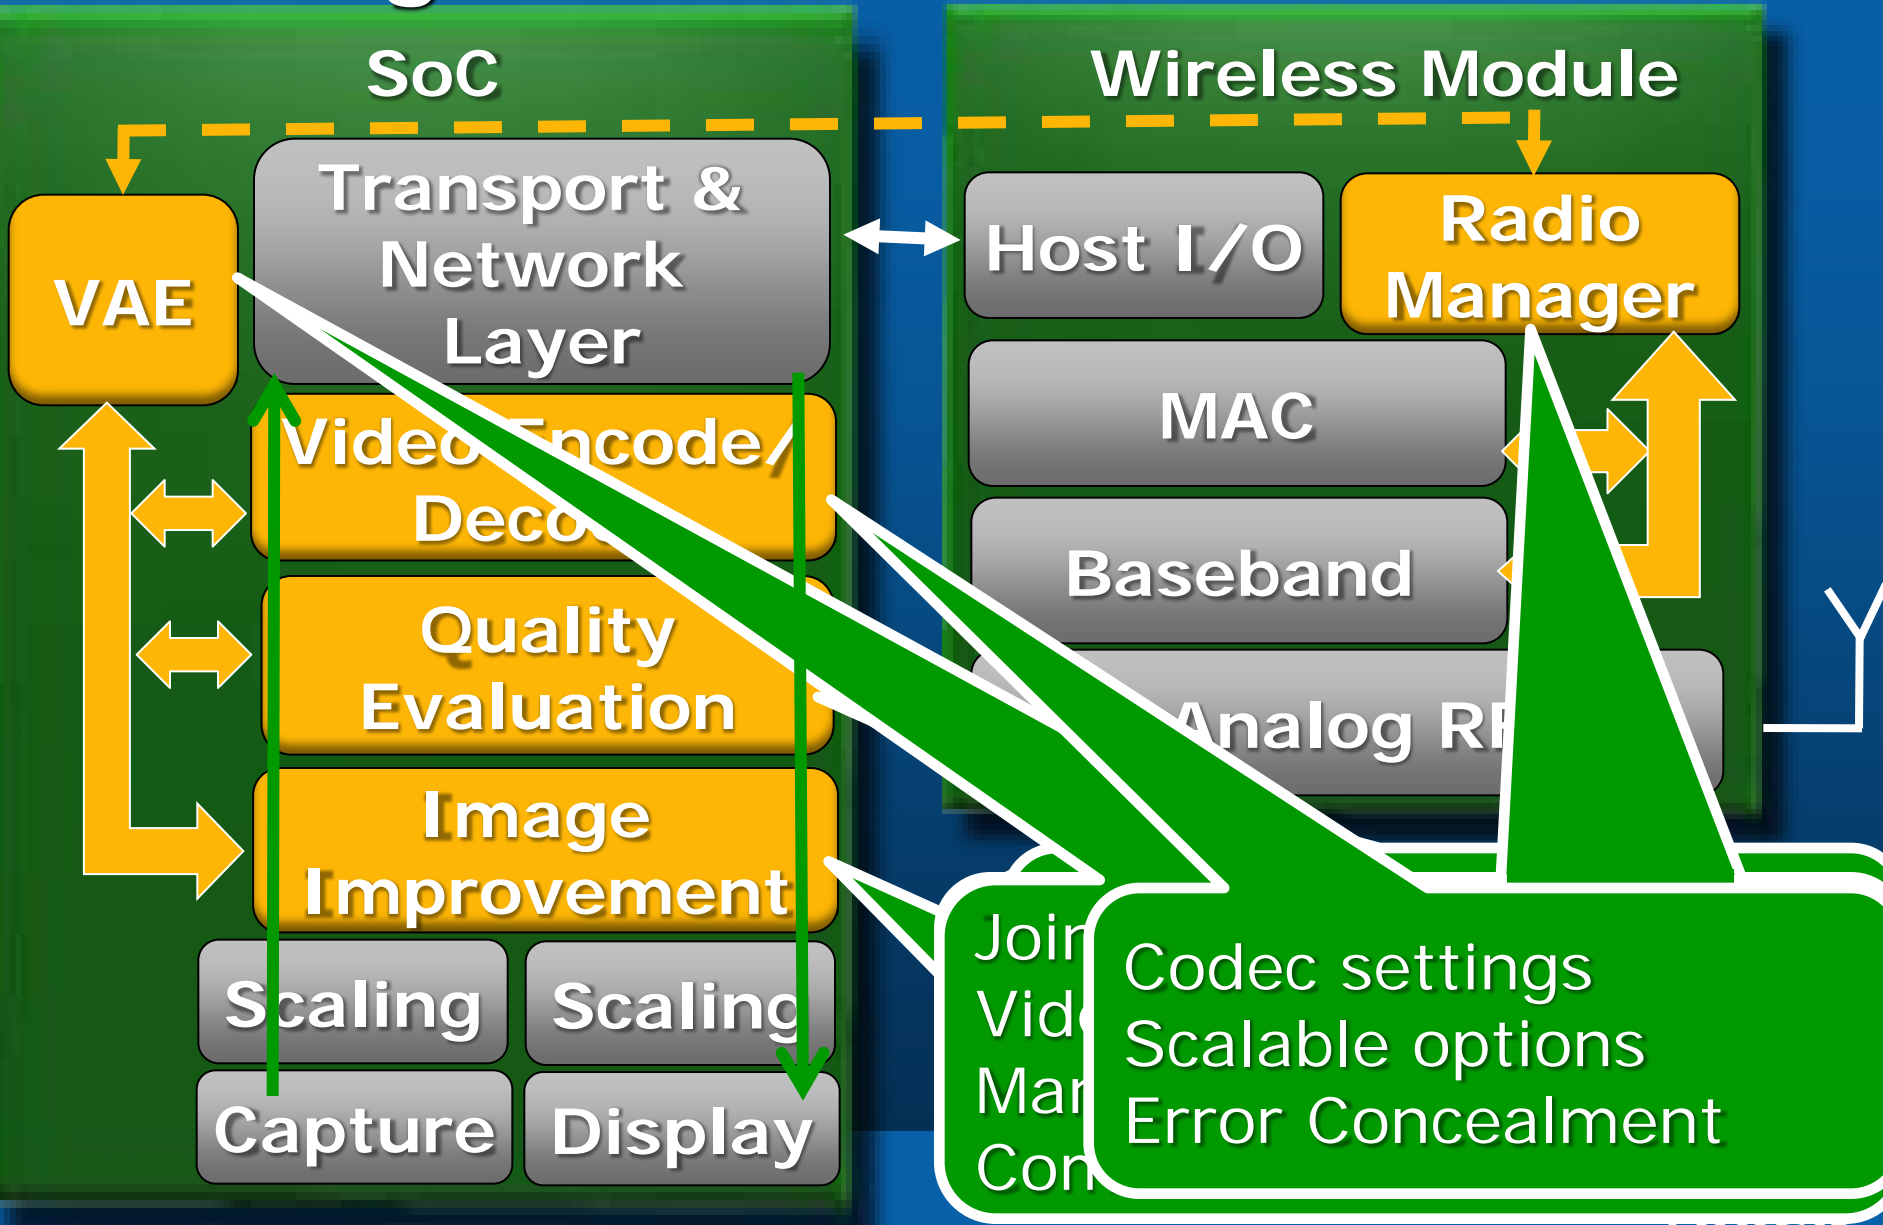 SoC
Wireless Module
VAE
Transport &
Network
Layer
Host I/O
Radio
Manager
MAC
Baseband
Analog
Quality
Evaluation
Image
Improvement
Scaling
Scaling
Capture
Display
Codec settings
Scalable options
Error Concealment